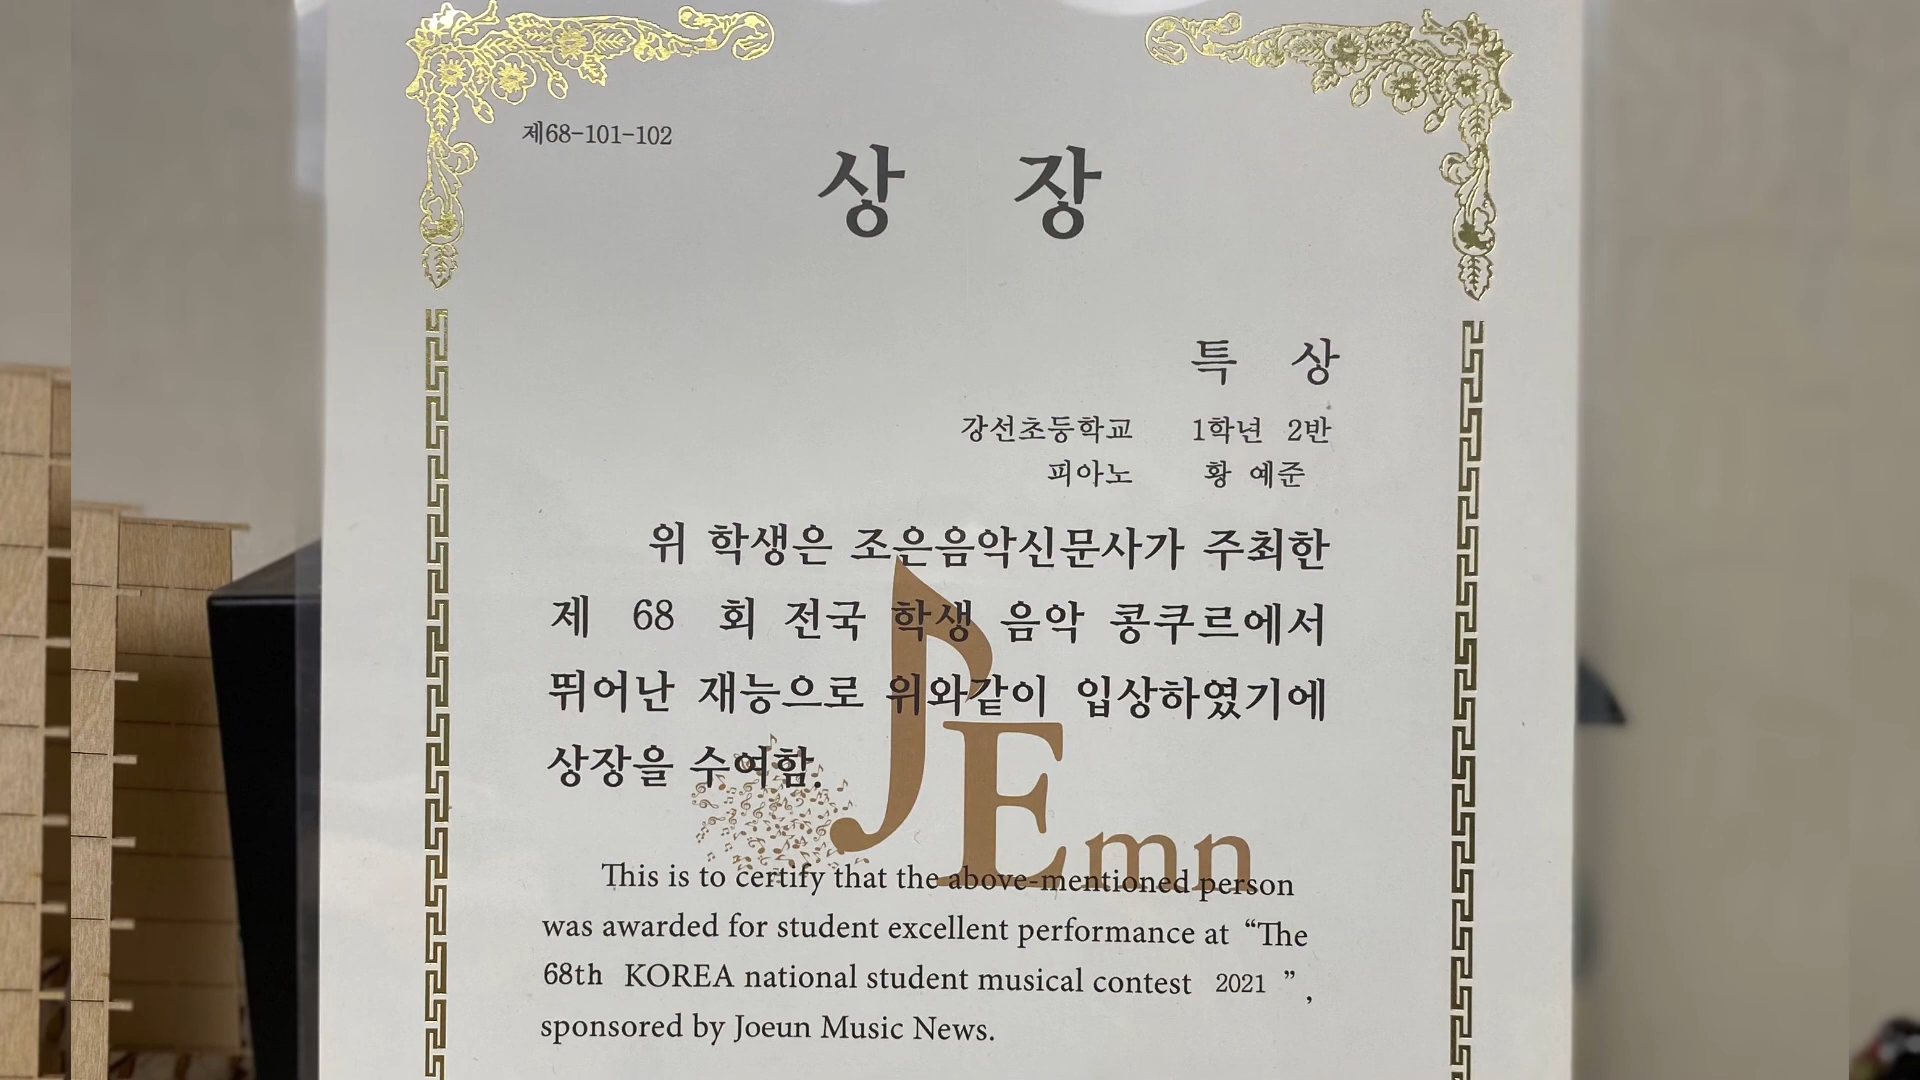 제68-101-102
상 장
특 상
강선초등학교 1학년 2반
피아노 황 예준
위 학생은 조은음악신문사가 주최한
제 68 회 전국 학생 음악 콩쿠르에서
뛰어난 재능으로 위와같이 입상하였기에
상장을 수여함.
JEmn
This is to certify that the above-mentioned person
was awarded for student excellent performance at “The
68th KOREA national student musical contest 2021 ” ,
sponsored by Joeun Music News.